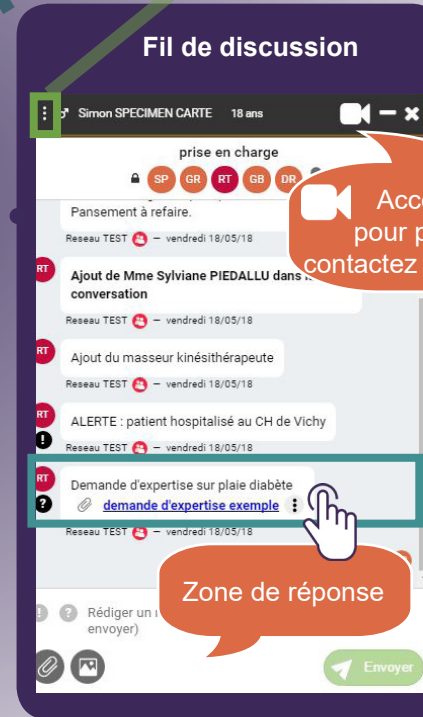 Fil de discussion
Simon SPECIMEN CARTE 18 ans
prise en charge
SP GR RT GB DR
Pansement à refaire.
Reseau TEST – vendredi 18/05/18
pour
contactez
RT
Ajout de Mme Sylviane PIEDALLU
conversation
Reseau TEST – vendredi 18/05/18
RT
Ajout du masseur kinésithérapeute
Reseau TEST – vendredi 18/05/18
RT
ALERTE : patient hospitalisé au CH de Vichy
!
Reseau TEST – vendredi 18/05/18
RT
Demande d'expertise sur plaie diabète
?
demande d'expertise exemple
Reseau TEST – vendredi 18/05/18
Zone de réponse
! ? Rédiger un
envoyer)
Envoyer